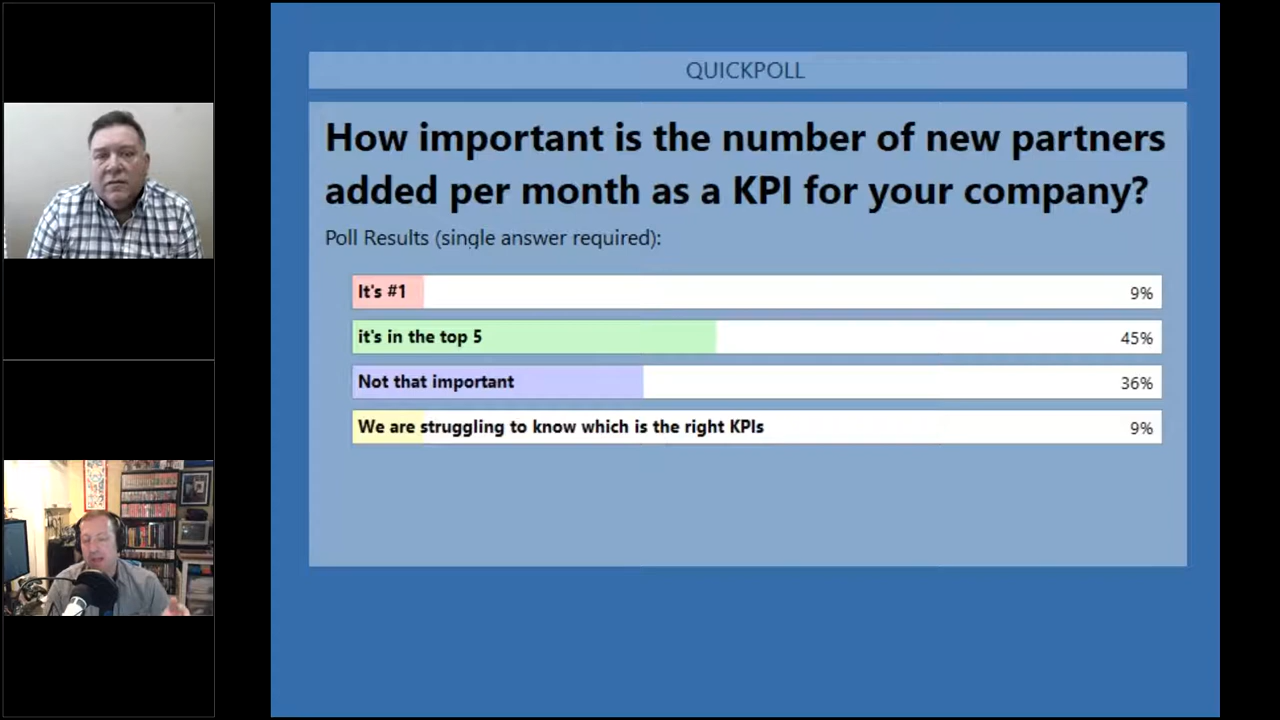 QUICKPOLL
How important is the number of new partners
added per month as a KPI for your company?
Poll Results (single answer required):
It's #1 9%
it's in the top 5 45%
Not that important 36%
We are struggling to know which is the right KPIs 9%